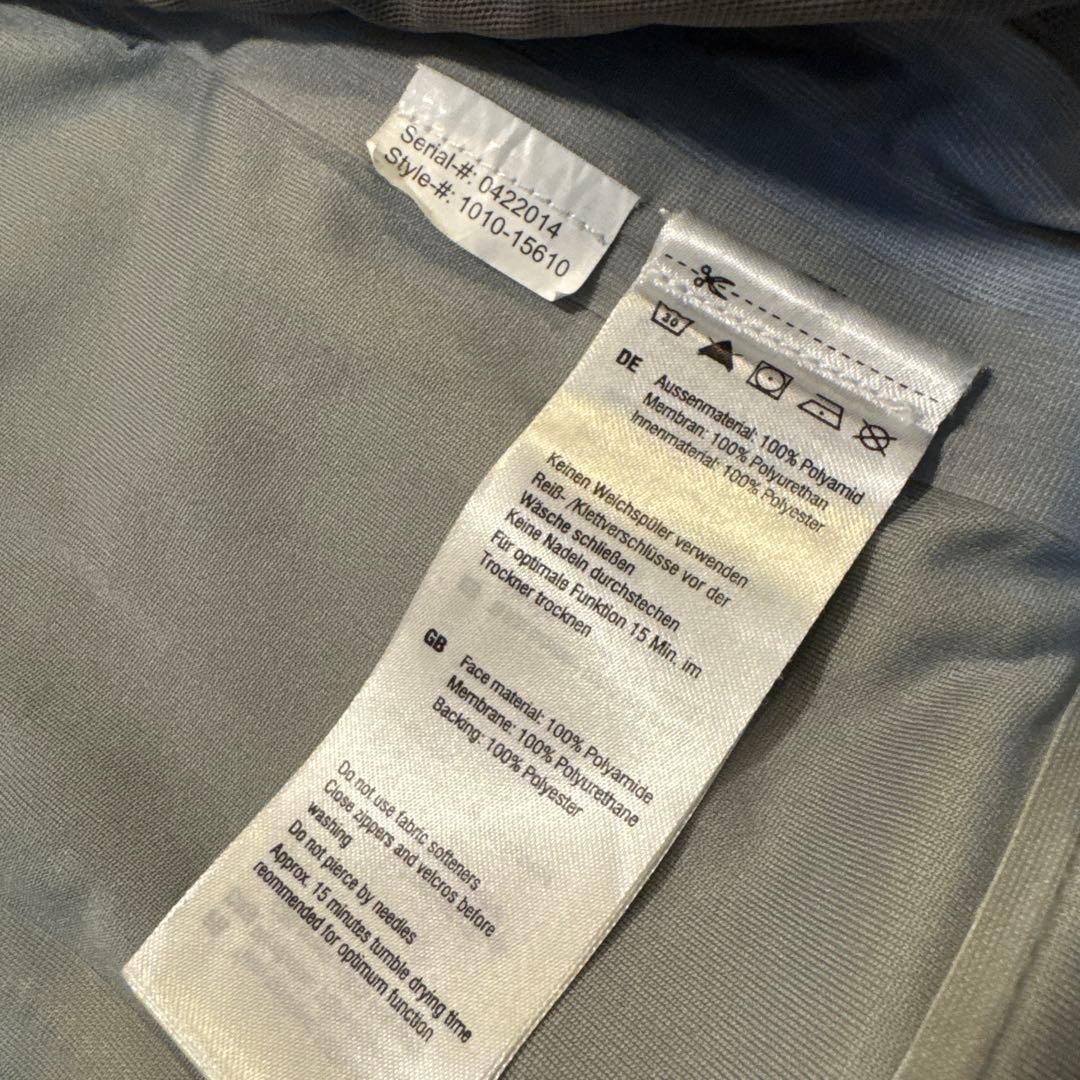 Serial-#: 0422014
Style-#: 1010-15610
30
DE
Aussenmaterial: 100% Polyamid
Membran: 100% Polyurethan
Innenmaterial: 100% Polyester
Keinen Weichspüler verwenden
Reiß- /Klettverschlüsse vor der
Wäsche schließen
Keine Nadeln durchstechen
Für optimale Funktion 15 Min. im
Trockner trocknen
GB
Face material: 100% Polyamide
Membrane: 100% Polyurethane
Backing: 100% Polyester
Do not use fabric softeners
Close zippers and velcros before
washing
Do not pierce by needles
Approx. 15 minutes tumble drying time
reommended for optimum function